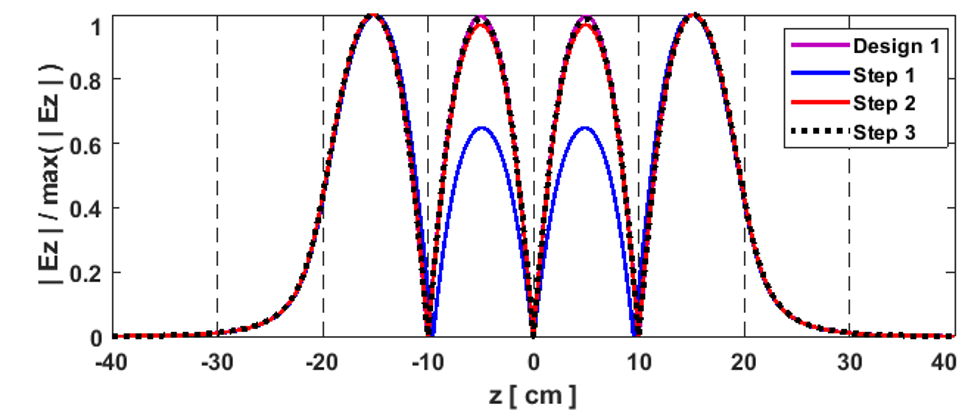 | Ez | / max( | Ez | )
1
0.8
0.6
0.4
0.2
0
-40 -30 -20 -10 0 10 20 30 40
z [ cm ]
Design 1
Step 1
Step 2
Step 3